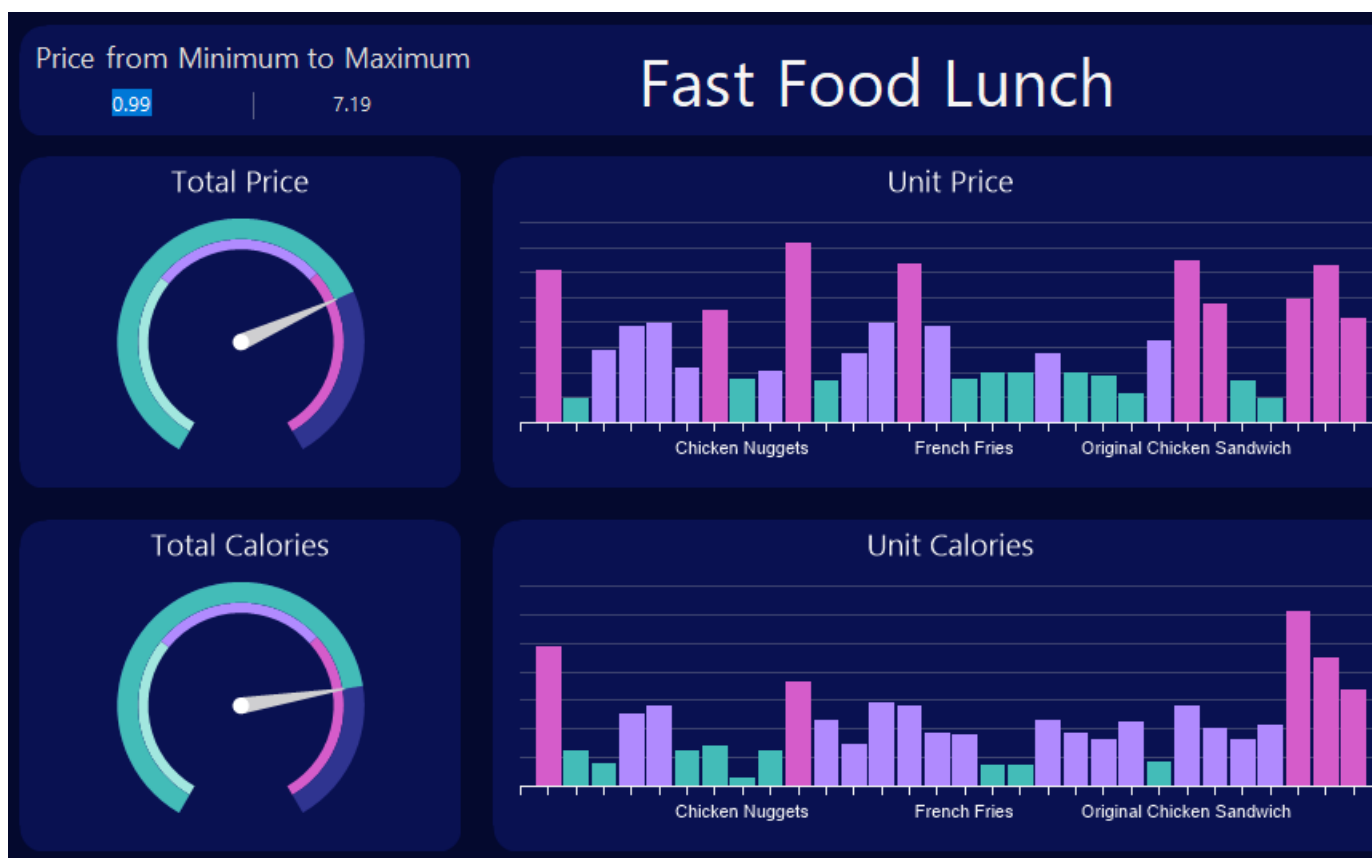 Price from Minimum to Maximum
0.99
7.19
Fast Food Lunch
Total Price
Unit Price
Chicken Nuggets
French Fries
Original Chicken Sandwich
Total Calories
Unit Calories
Chicken Nuggets
French Fries
Original Chicken Sandwich